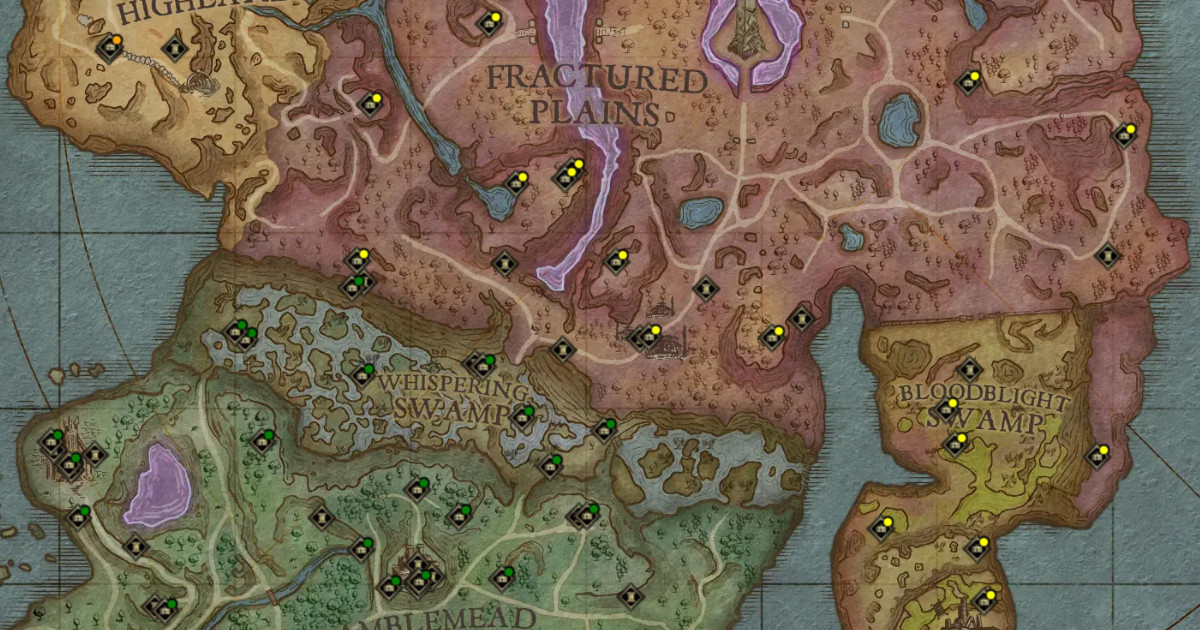 FRACTURED
PLAINS
WHISPERING
SWAMP
BLOODBLIGHT
SWAMP